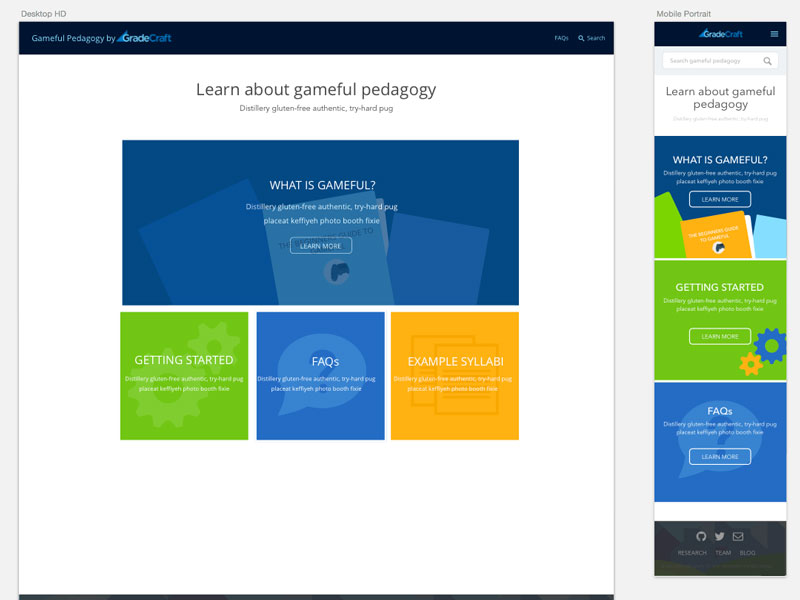 Desktop HD
Gameful Pedagogy by GradeCraft
FAQs
Search
Learn about gameful pedagogy
Distillery gluten-free authentic, try-hard pug
WHAT IS GAMEFUL?
Distillery gluten-free authentic, try-hard pug
placeat keffiyeh photo booth fixie
THE BEGINNERS GUIDE TO
LEARN MORE
GETTING STARTED
Distillery gluten-free authentic, try-hard pug
placeat keffiyeh photo booth fixie
FAQs
Distillery gluten-free authentic, try-hard pug
placeat keffiyeh photo booth fixie
EXAMPLE SYLLABI
Distillery gluten-free authentic, try-hard pug
placeat keffiyeh photo booth fixie
Mobile Portrait
GradeCraft
Search gameful pedagogy
Learn about gameful
pedagogy
Distillery gluten-free authentic, try-hard pug
WHAT IS GAMEFUL?
Distillery gluten-free authentic, try-hard pug
placeat keffiyeh photo booth fixie
LEARN MORE
THE BEGINNERS GUIDE
TO GAMEFUL
GETTING STARTED
Distillery gluten-free authentic, try-hard pug
placeat keffiyeh photo booth fixie
LEARN MORE
FAQs
Distillery gluten-free authentic, try-hard pug
placeat keffiyeh photo booth fixie
?
LEARN MORE
RESEARCH TEAM BLOG